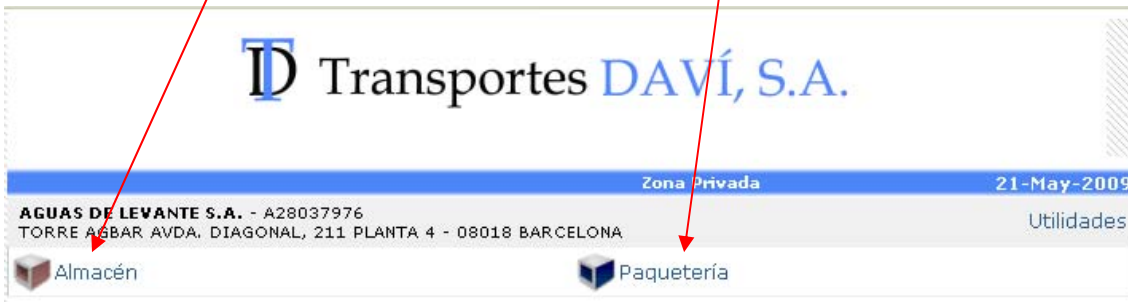 TD Transportes DAVÍ, S.A.
Zona Privada 21-May-2009
AGUAS DE LEVANTE S.A. - A28037976
TORRE AGBAR AVDA. DIAGONAL, 211 PLANTA 4 - 08018 BARCELONA
Utilidades
Almacén Paquetería